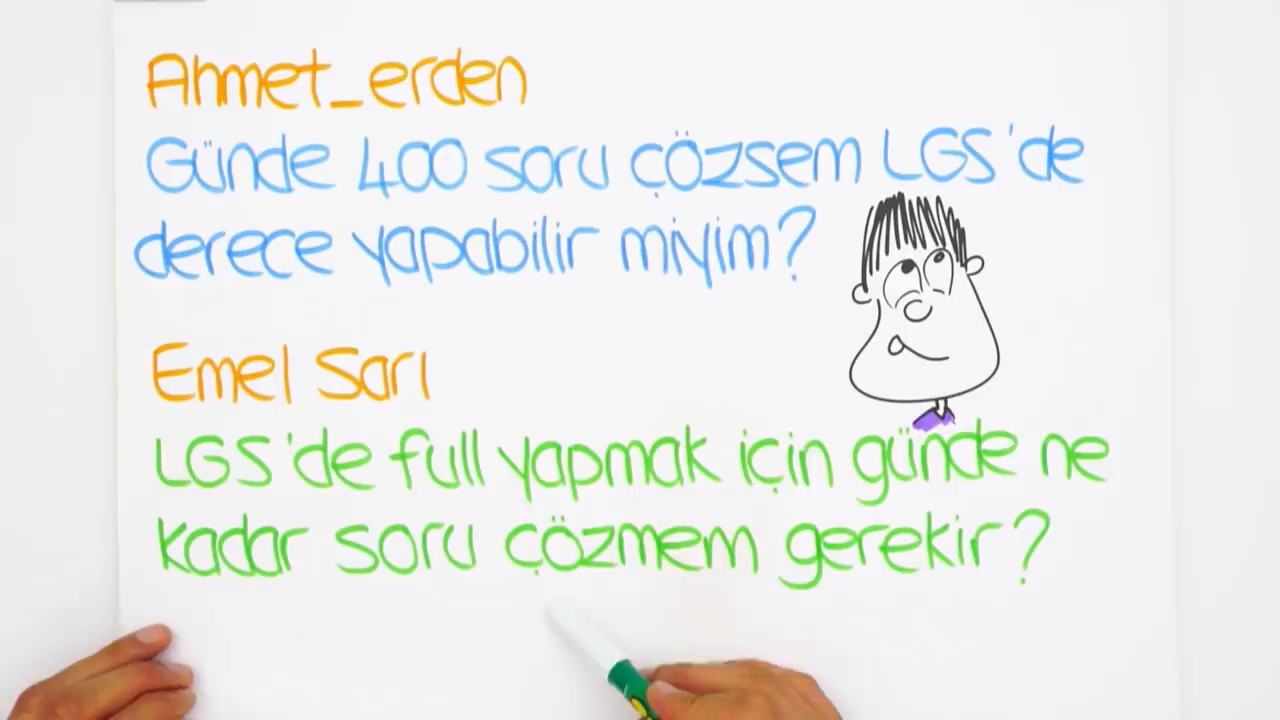 Ahmet_erden
Günde 400 soru çözsem LGS'de
derece yapabilir miyim?
Emel Sarı
LGS'de full yapmak için günde ne
kadar soru çözmem gerekir?